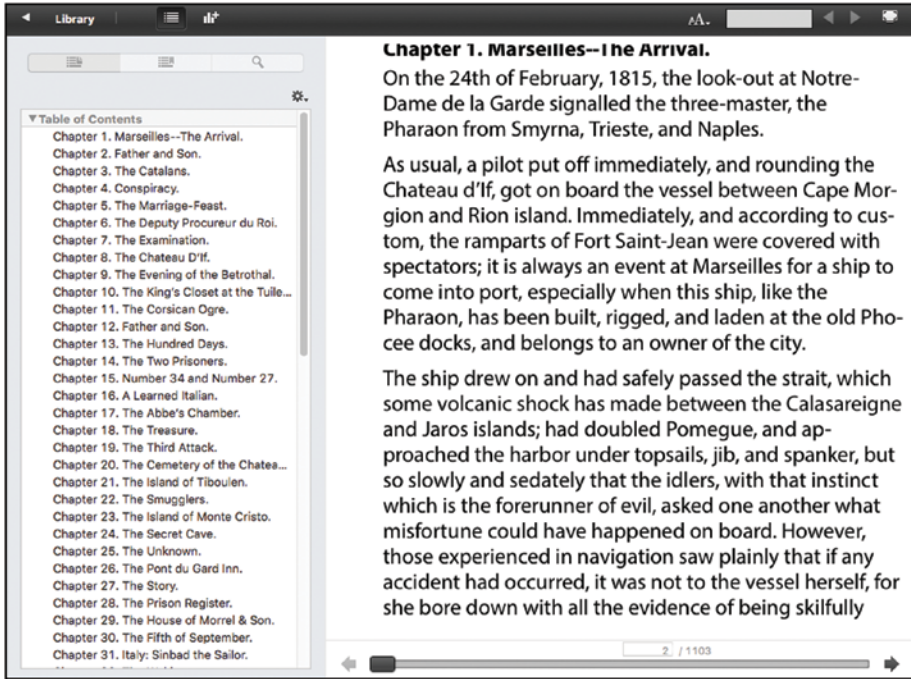 Library
AA
Table of Contents
Chapter 1. Marseilles--The Arrival.
Chapter 2. Father and Son.
Chapter 3. The Catalans.
Chapter 4. Conspiracy.
Chapter 5. The Marriage-Feast.
Chapter 6. The Deputy Procureur du Roi.
Chapter 7. The Examination.
Chapter 8. The Chateau D'If.
Chapter 9. The Evening of the Betrothal.
Chapter 10. The King's Closet at the Tuile...
Chapter 11. The Corsican Ogre.
Chapter 12. Father and Son.
Chapter 13. The Hundred Days.
Chapter 14. The Two Prisoners.
Chapter 15. Number 34 and Number 27.
Chapter 16. A Learned Italian.
Chapter 17. The Abbe's Chamber.
Chapter 18. The Treasure.
Chapter 19. The Third Attack.
Chapter 20. The Cemetery of the Chatea...
Chapter 21. The Island of Tiboulen.
Chapter 22. The Smugglers.
Chapter 23. The Island of Monte Cristo.
Chapter 24. The Secret Cave.
Chapter 25. The Unknown.
Chapter 26. The Pont du Gard Inn.
Chapter 27. The Story.
Chapter 28. The Prison Register.
Chapter 29. The House of Morrel & Son.
Chapter 30. The Fifth of September.
Chapter 31. Italy: Sinbad the Sailor.
Chapter 1. Marseilles--The Arrival.
On the 24th of February, 1815, the look-out at Notre-
Dame de la Garde signalled the three-master, the
Pharaon from Smyrna, Trieste, and Naples.
As usual, a pilot put off immediately, and rounding the
Chateau d'If, got on board the vessel between Cape Mor-
gion and Rion island. Immediately, and according to cus-
tom, the ramparts of Fort Saint-Jean were covered with
spectators; it is always an event at Marseilles for a ship to
come into port, especially when this ship, like the
Pharaon, has been built, rigged, and laden at the old Pho-
cee docks, and belongs to an owner of the city.
The ship drew on and had safely passed the strait, which
some volcanic shock has made between the Calasareigne
and Jaros islands; had doubled Pomegue, and ap-
proached the harbor under topsails, jib, and spanker, but
so slowly and sedately that the idlers, with that instinct
which is the forerunner of evil, asked one another what
misfortune could have happened on board. However,
those experienced in navigation saw plainly that if any
accident had occurred, it was not to the vessel herself, for
she bore down with all the evidence of being skilfully
2 / 1103